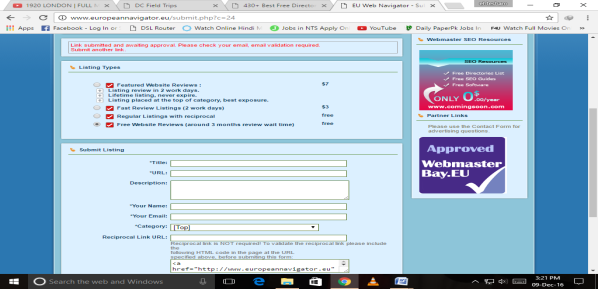 1920 LONDON | FULL M
DC Field Trips
430+ Best Free Director
EU Web Navigator - Su
www.europeannavigator.eu/submit.php?c=24
Apps
Facebook - Log In or
DSL Router
Watch Online Hindi
Jobs in NTS Apply On
YouTube
Daily PaperPk Jobs In
Watch Full Movies On
Link submitted and awaiting approval. Please check your email, email validation required.
Submit another link.
Listing Types
Featured Website Reviews : $7
Listing review in 2 work days.
Lifetime listing, never expire.
Listing placed at the top of category, best exposure.
Fast Review Listings (2 work days) $3
Regular Listings with reciprocal free
Free Website Reviews (around 3 months review wait time) free
Submit Listing
*Title:
*URL:
Description:
*Your Name:
*Your Email:
*Category: [Top]
Reciprocal Link URL:
Reciprocal link is NOT required! To validate the reciprocal link please include
the
following HTML code in the page at the URL
specified above, before submiting this form:
<a
href="http://www.europeannavigator.eu"
Webmaster SEO Resources
SEO Resources
Free Directories List
Free SEO Guides
Free Software
ONLY 0$.00/year
www.comingsoon.com
Partner Links
Please use the Contact Form for
advertising questions
Approved
Webmaster
Bay.EU
Search the web and Windows
3:21 PM
09-Dec-16